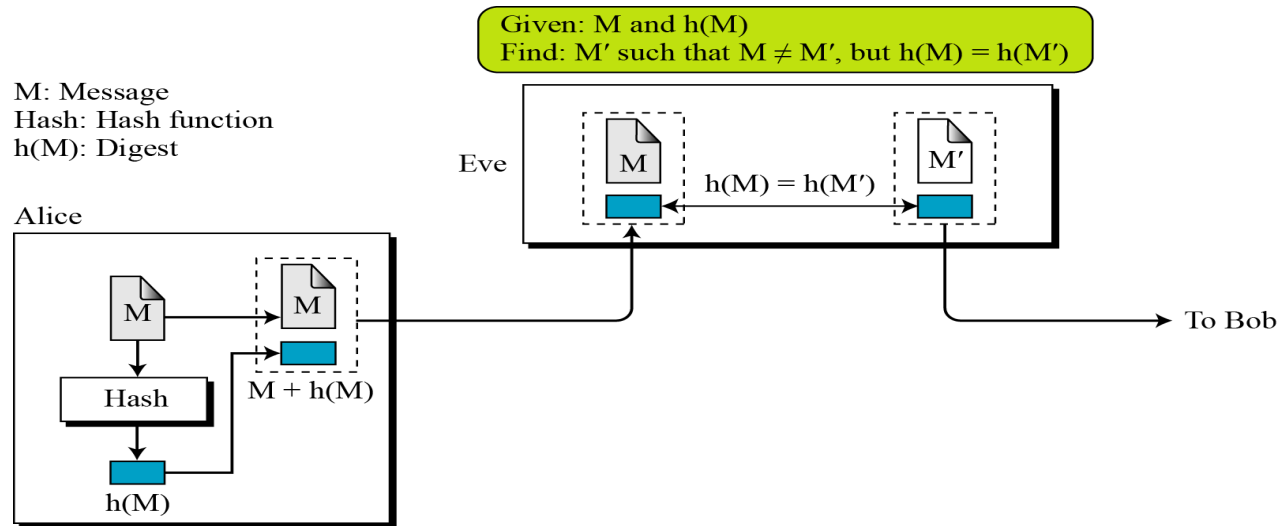 Given: M and h(M)
Find: M′ such that M ≠ M′, but h(M) = h(M′)
M: Message
Hash: Hash function
h(M): Digest
Eve
M
M′
h(M) = h(M′)
Alice
M
M
Hash
M + h(M)
h(M)
To Bob